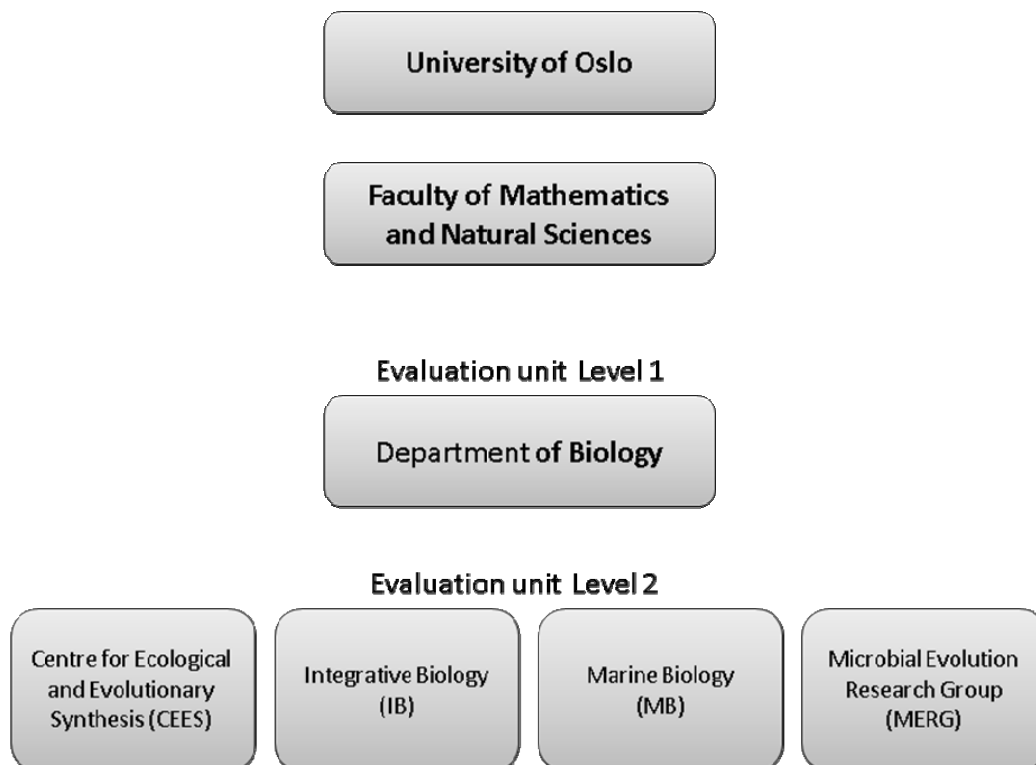 University of Oslo
Faculty of Mathematics
and Natural Sciences
Evaluation unit Level 1
Department of Biology
Evaluation unit Level 2
Centre for Ecological
and Evolutionary
Synthesis (CEES)
Integrative Biology
(IB)
Marine Biology
(MB)
Microbial Evolution
Research Group
(MERG)